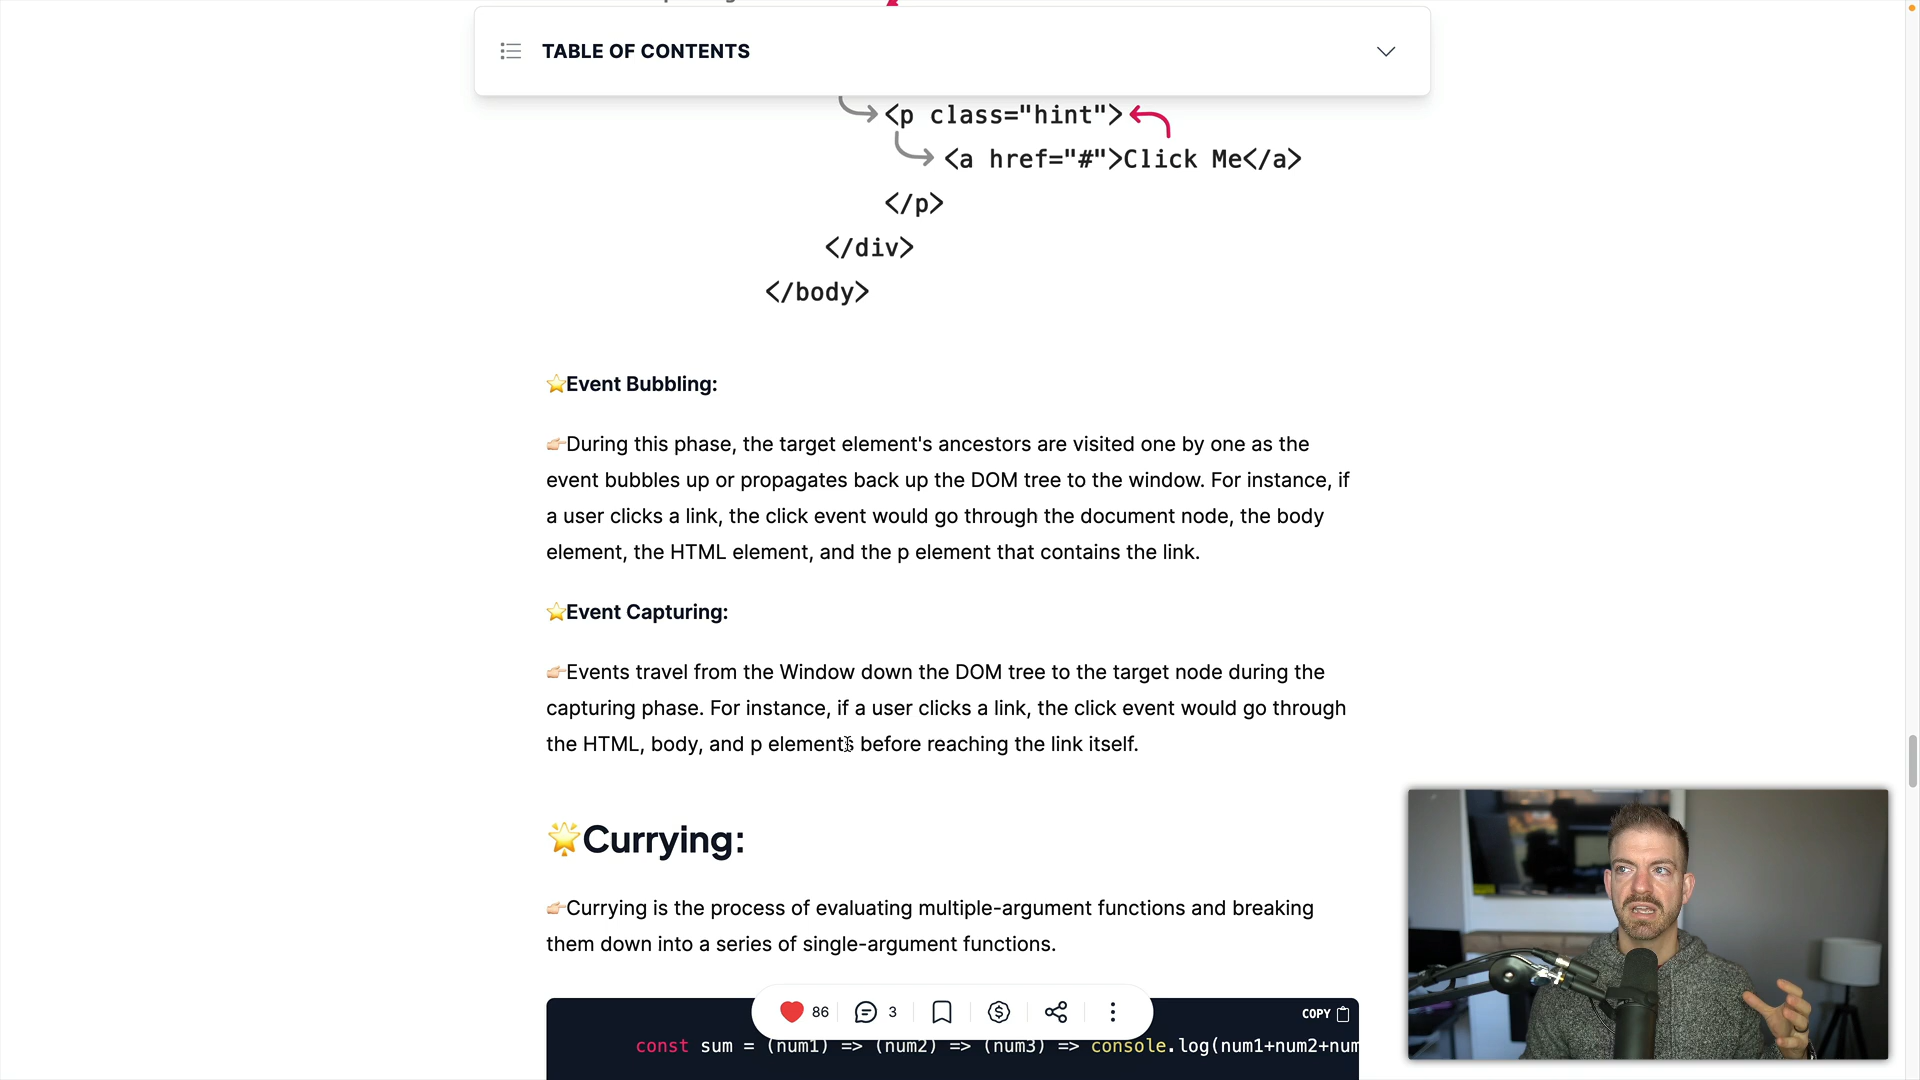 TABLE OF CONTENTS
<p class="hint">
<a href="#">Click Me</a>
</p>
</div>
</body>
⭐Event Bubbling:
👉🏻During this phase, the target element's ancestors are visited one by one as the
event bubbles up or propagates back up the DOM tree to the window. For instance, if
a user clicks a link, the click event would go through the document node, the body
element, the HTML element, and the p element that contains the link.
⭐Event Capturing:
👉🏻Events travel from the Window down the DOM tree to the target node during the
capturing phase. For instance, if a user clicks a link, the click event would go through
the HTML, body, and p elements before reaching the link itself.
🌟Currying:
👉🏻Currying is the process of evaluating multiple-argument functions and breaking
them down into a series of single-argument functions.
86
3
COPY
const sum = (num1) => (num2) => (num3) => console.log(num1+num2+num